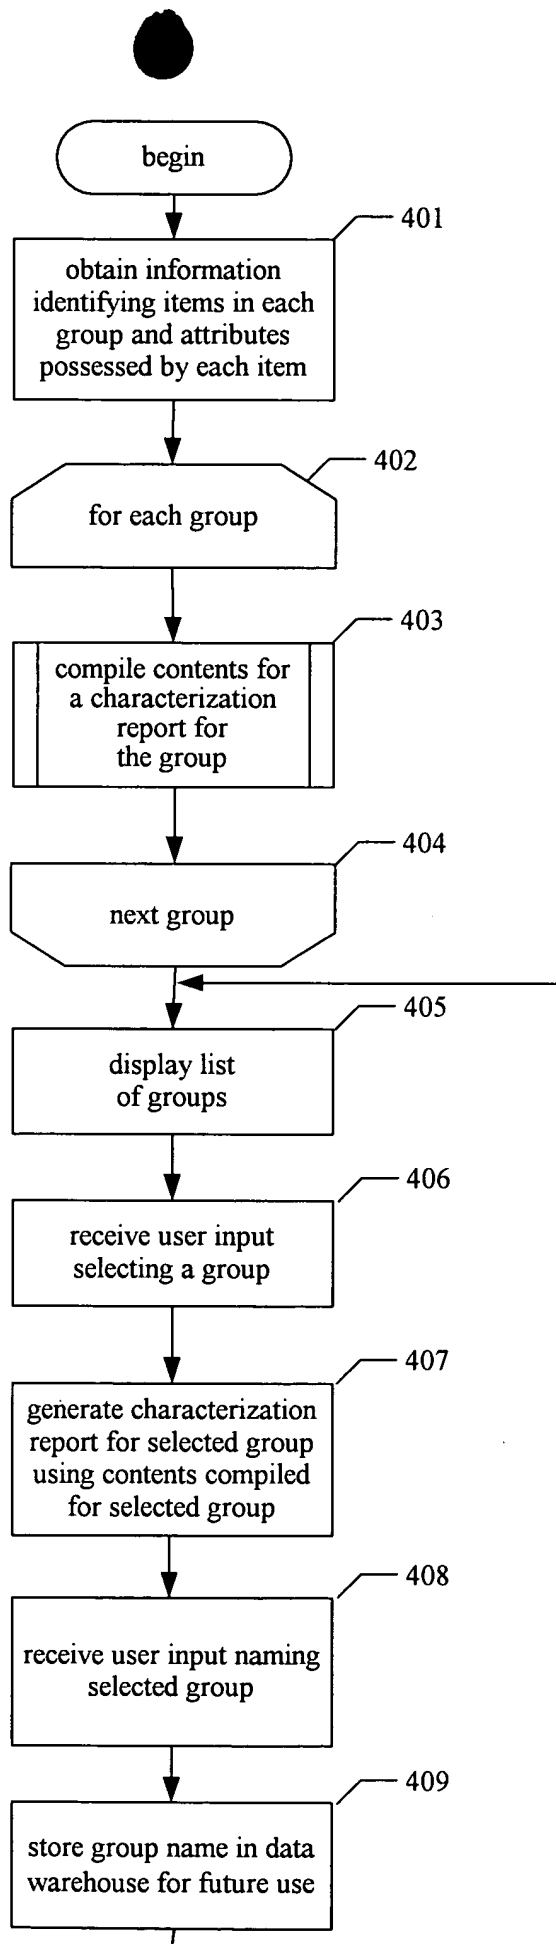 begin
401
obtain information
identifying items in each
group and attributes
possessed by each item
402
for each group
403
compile contents for
a characterization
report for
the group
404
next group
405
display list
of groups
406
receive user input
selecting a group
407
generate characterization
report for selected group
using contents compiled
for selected group
408
receive user input naming
selected group
409
store group name in data
warehouse for future use